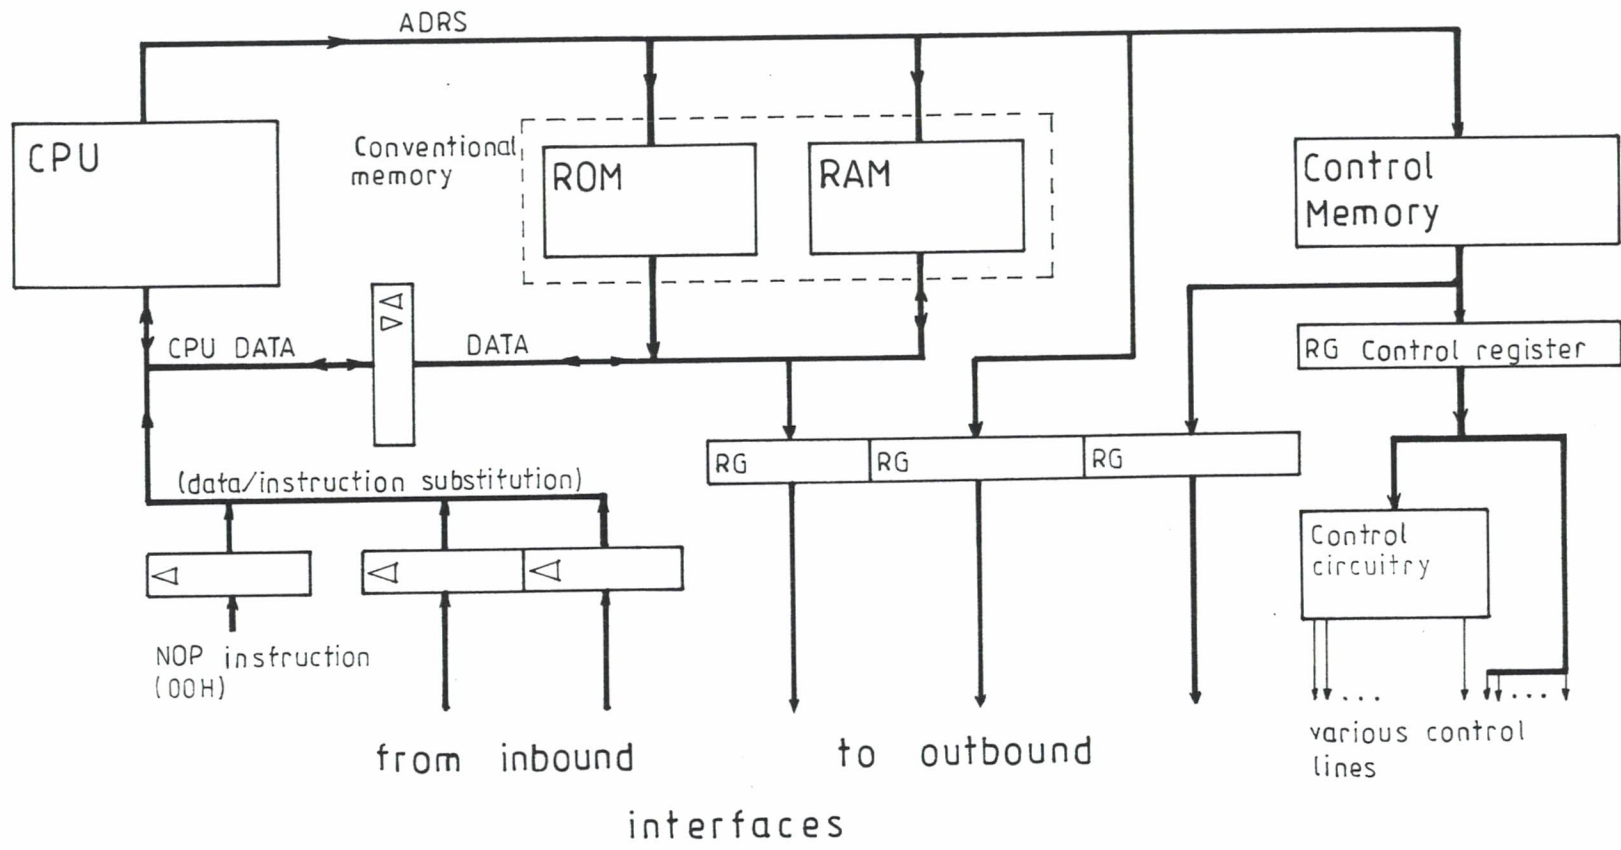 ADRS
CPU
Conventional
memory
ROM
RAM
Control
Memory
CPU DATA
DATA
RG Control register
RG
RG
RG
(data/instruction substitution)
Control
circuitry
NOP instruction
(00H)
...
...
from inbound
to outbound
various control
lines
interfaces